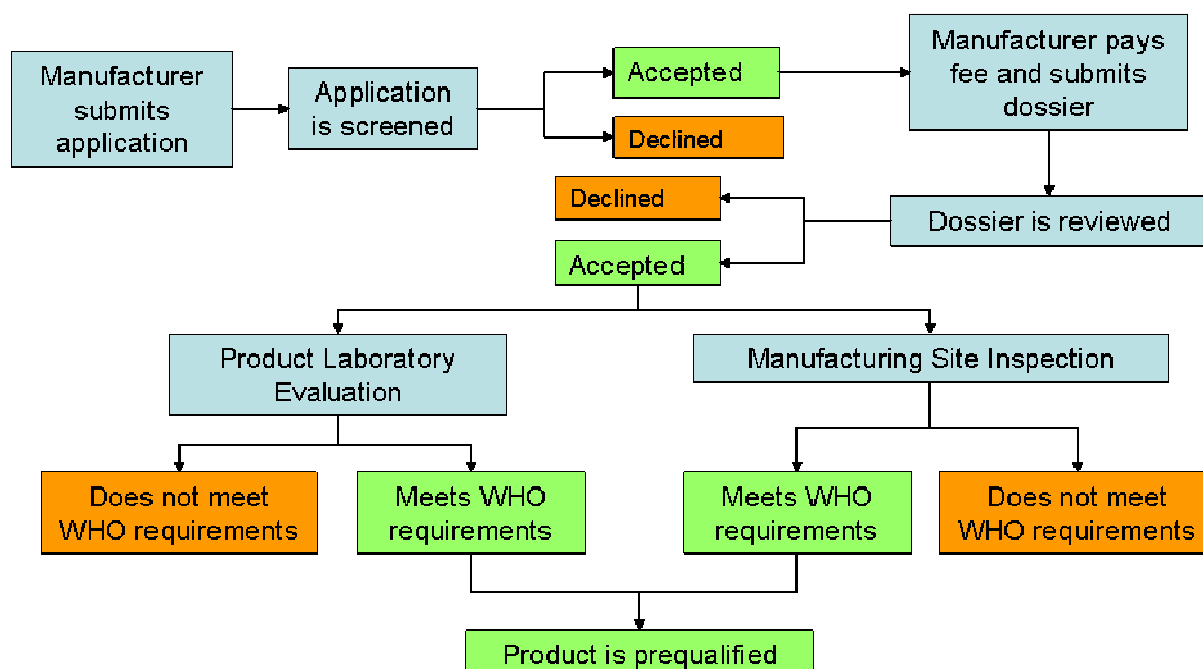 Manufacturer
submits
application
Application
is screened
Accepted
Declined
Manufacturer pays
fee and submits
dossier
Dossier is reviewed
Declined
Accepted
Product Laboratory
Evaluation
Manufacturing Site Inspection
Does not meet
WHO requirements
Meets WHO
requirements
Meets WHO
requirements
Does not meet
WHO requirements
Product is prequalified